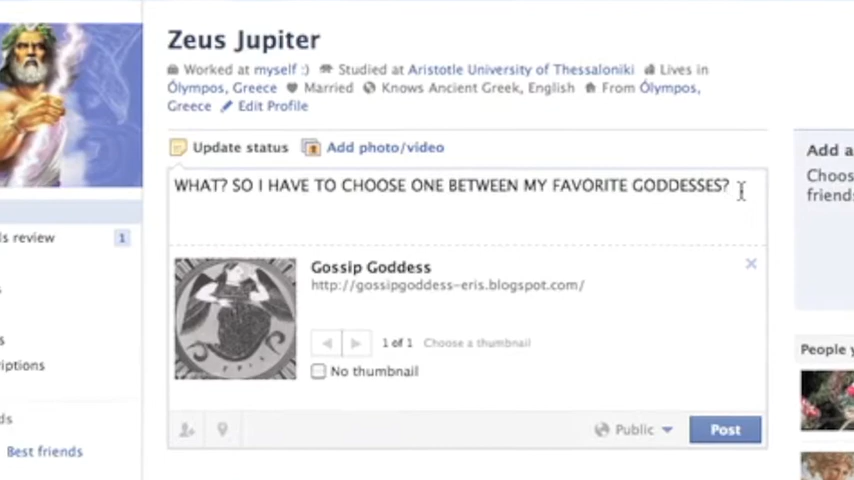 Zeus Jupiter
Worked at myself :) Studied at Aristotle University of Thessaloniki Lives in
Ólympos, Greece Married Knows Ancient Greek, English From Ólympos,
Greece Edit Profile
Update status Add photo/video
WHAT? SO I HAVE TO CHOOSE ONE BETWEEN MY FAVORITE GODDESSES?
Add a
Choos
friend
review 1
Gossip Goddess
http://gossipgoddess-eris.blogspot.com/
1 of 1 Choose a thumbnail
No thumbnail
People y
Public Post
Best friends